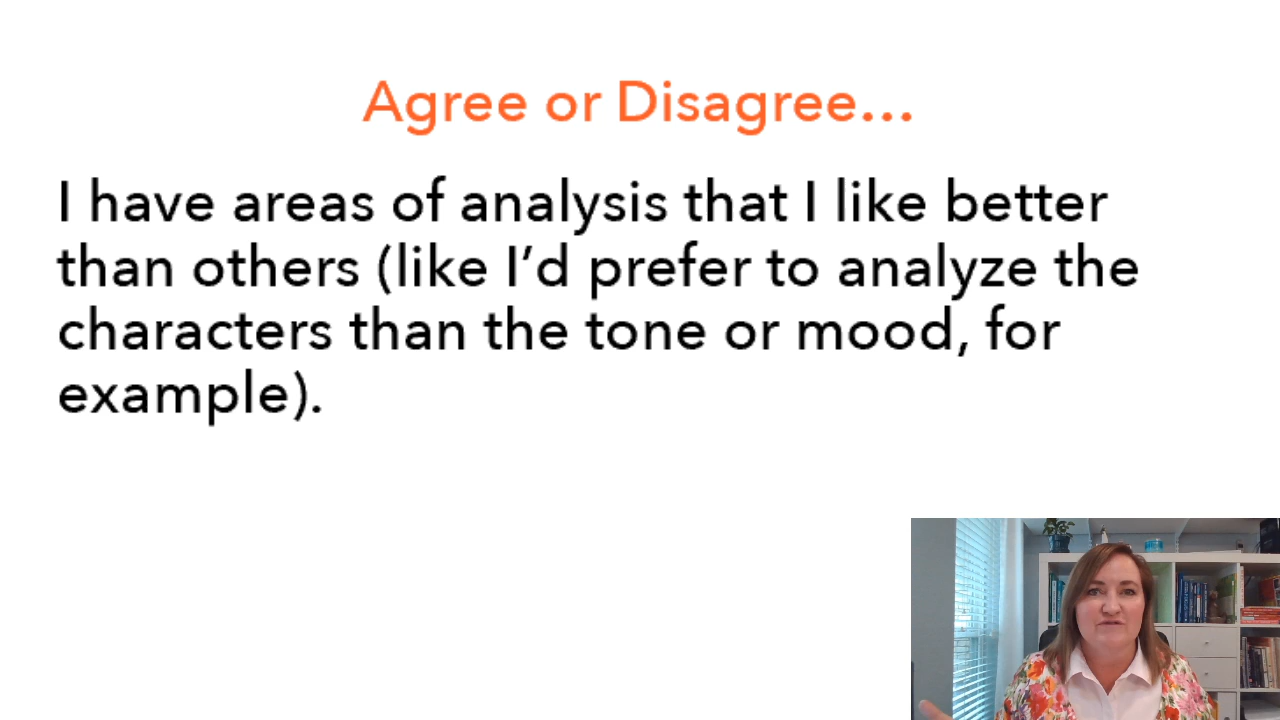 Agree or Disagree…
I have areas of analysis that I like better
than others (like I’d prefer to analyze the
characters than the tone or mood, for
example).